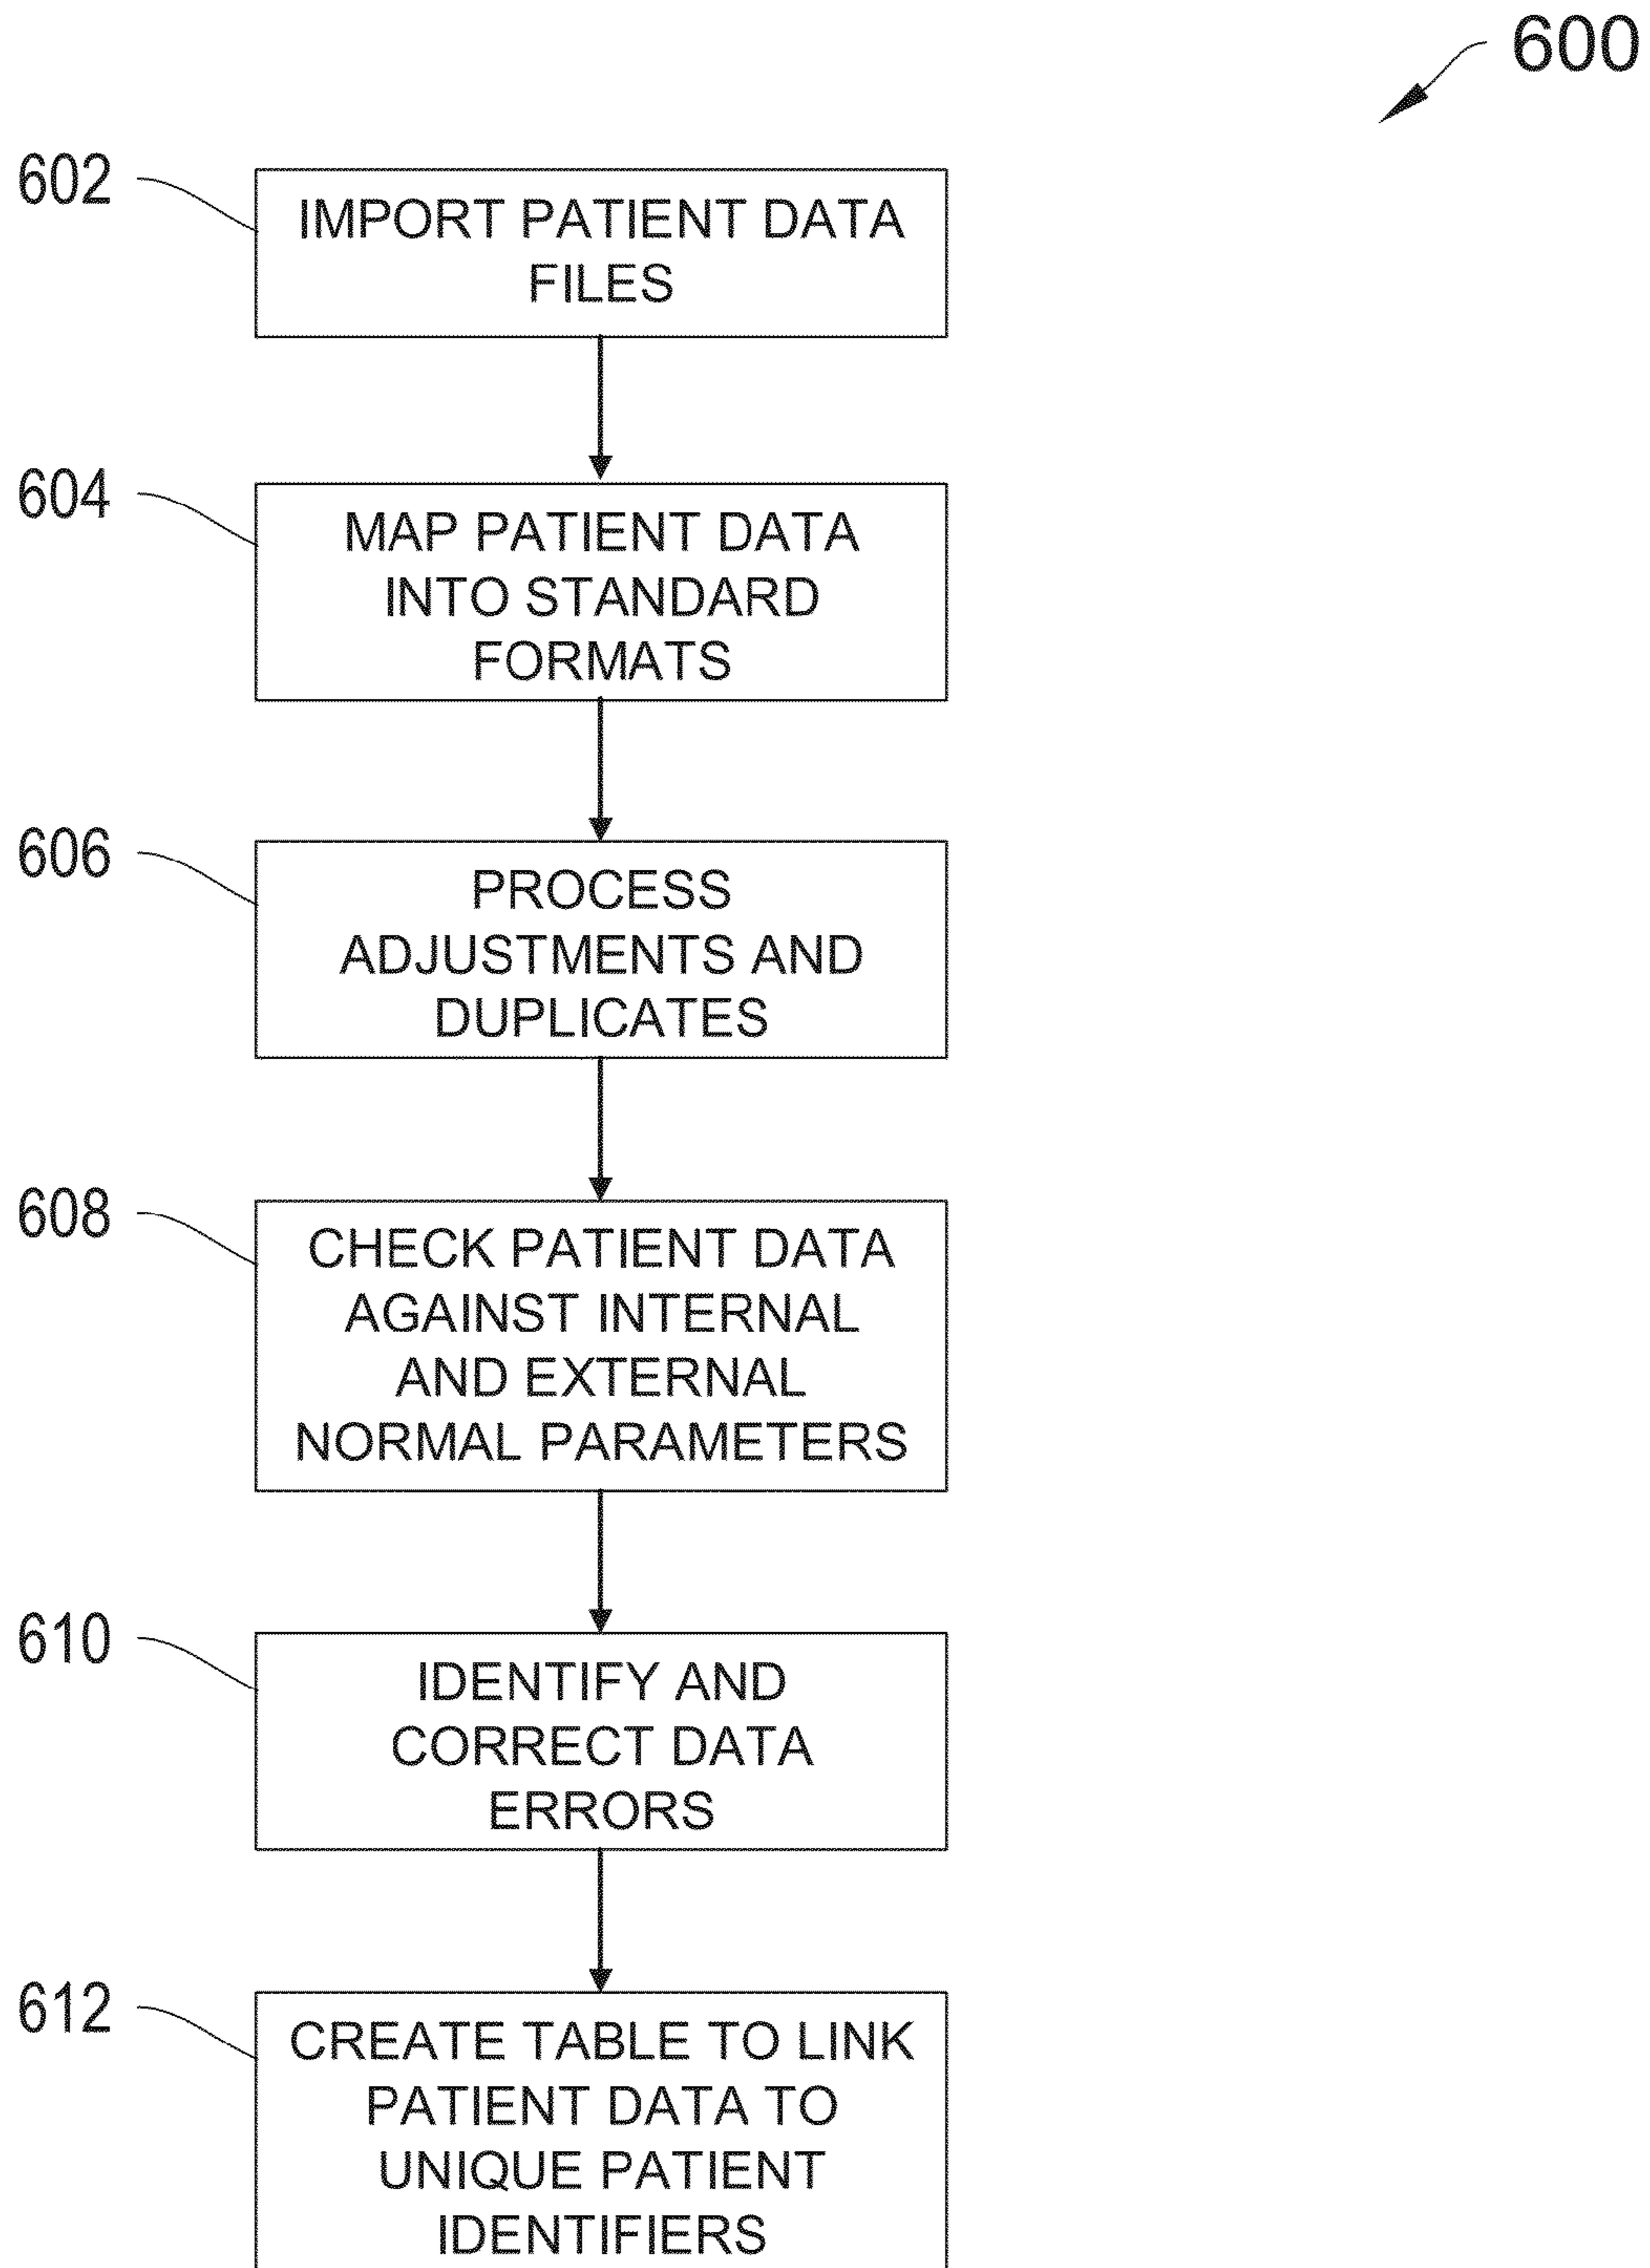 600
602
IMPORT PATIENT DATA
FILES
604
MAP PATIENT DATA
INTO STANDARD
FORMATS
606
PROCESS
ADJUSTMENTS AND
DUPLICATES
608
CHECK PATIENT DATA
AGAINST INTERNAL
AND EXTERNAL
NORMAL PARAMETERS
610
IDENTIFY AND
CORRECT DATA
ERRORS
612
CREATE TABLE TO LINK
PATIENT DATA TO
UNIQUE PATIENT
IDENTIFIERS